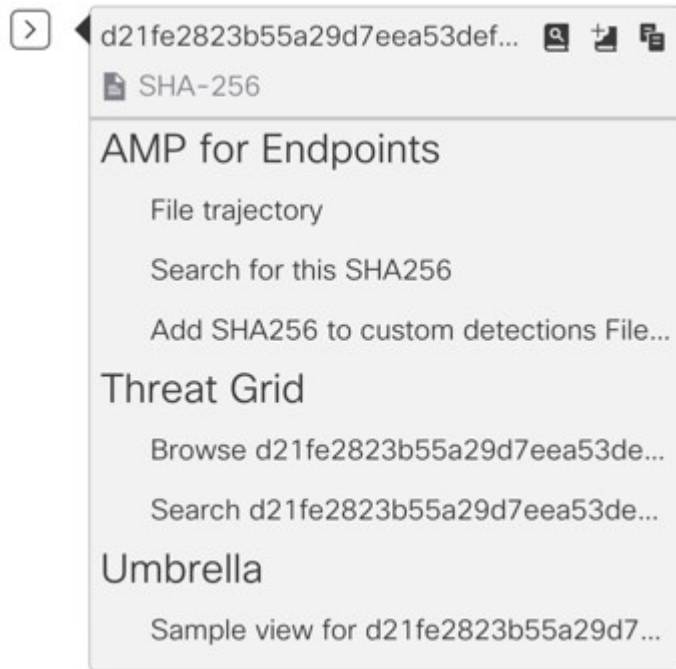 d21fe2823b55a29d7eea53def...
SHA-256
AMP for Endpoints
File trajectory
Search for this SHA256
Add SHA256 to custom detections File...
Threat Grid
Browse d21fe2823b55a29d7eea53de...
Search d21fe2823b55a29d7eea53de...
Umbrella
Sample view for d21fe2823b55a29d7...